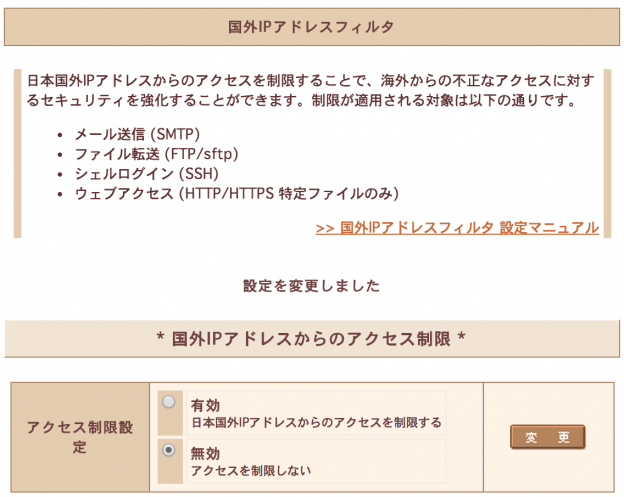 国外IPアドレスフィルタ
日本国外IPアドレスからのアクセスを制限することで、海外からの不正なアクセスに対す
るセキュリティを強化することができます。制限が適用される対象は以下の通りです。
• メール送信 (SMTP)
• ファイル転送 (FTP/sftp)
• シェルログイン (SSH)
• ウェブアクセス (HTTP/HTTPS 特定ファイルのみ)
>> 国外IPアドレスフィルタ 設定マニュアル
設定を変更しました
* 国外IPアドレスからのアクセス制限 *
アクセス制限設
定
有効
日本国外IPアドレスからのアクセスを制限する
無効
アクセスを制限しない
変 更